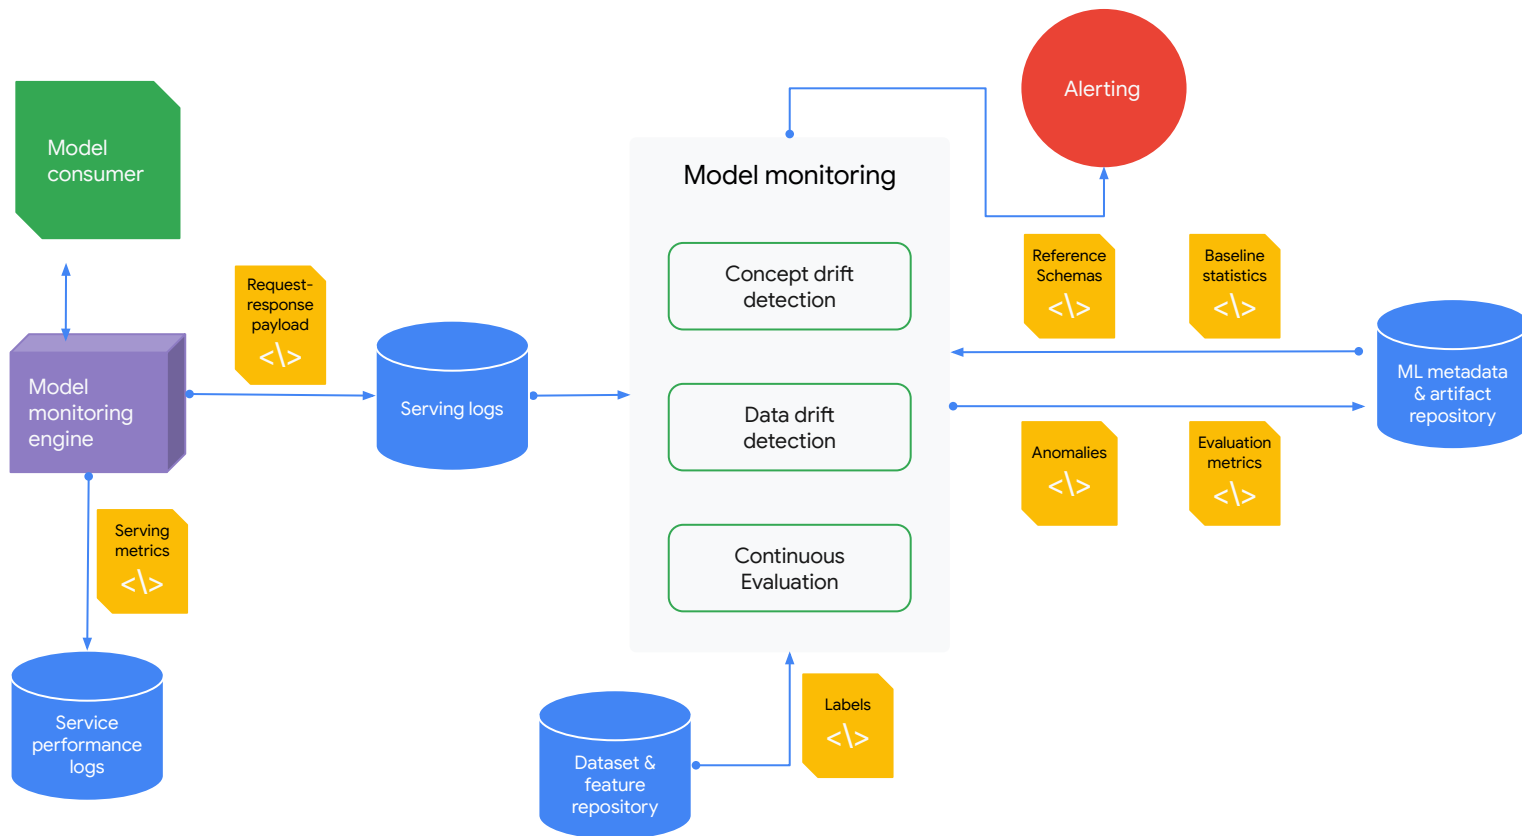 Alerting
Model
consumer
Model monitoring
Reference
Schemas
</>
Baseline
statistics
</>
Concept drift
detection
Request-
response
payload
</>
Model
monitoring
engine
Serving logs
ML metadata
& artifact
repository
Data drift
detection
Anomalies
</>
Evaluation
metrics
</>
Serving
metrics
</>
Continuous
Evaluation
Service
performance
logs
Labels
</>
Dataset &
feature
repository